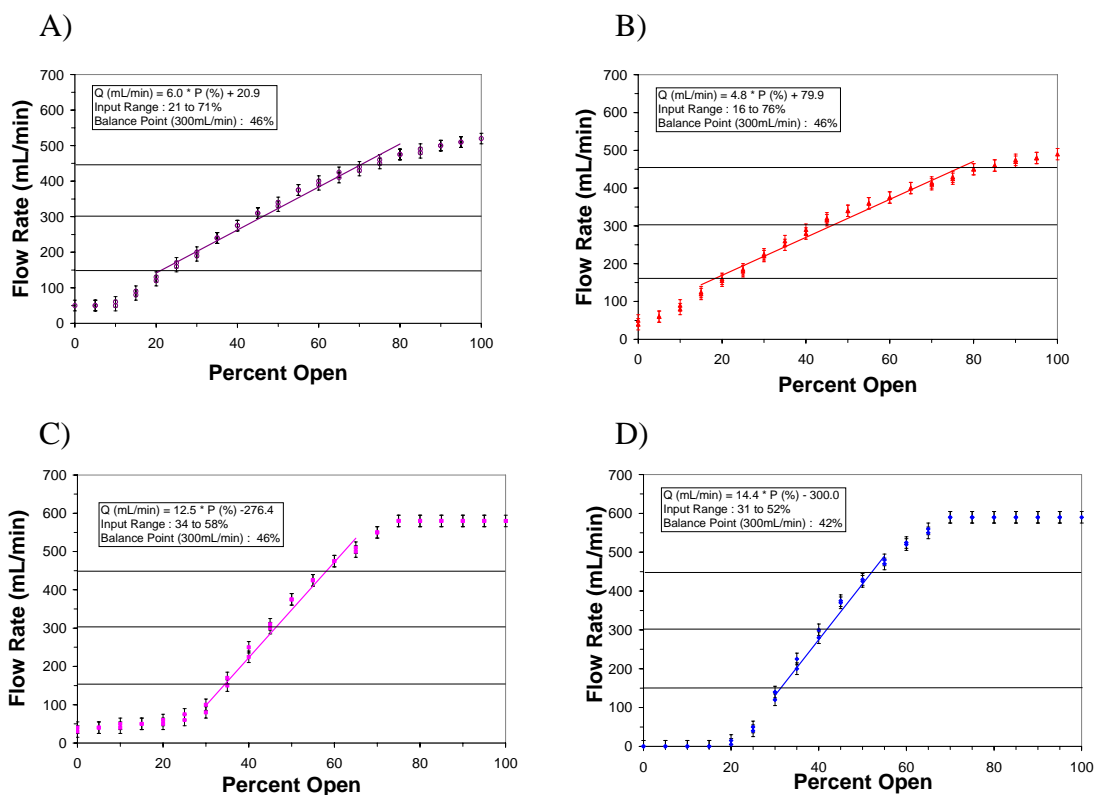 A)
B)
Q (mL/min) = 6.0 * P (%) + 20.9
Input Range : 21 to 71%
Balance Point (300mL/min) :  46%
Flow Rate (mL/min)
700
600
500
400
300
200
100
0
0 20 40 60 80 100
Percent Open
Q (mL/min) = 4.8 * P (%) + 79.9
Input Range : 16 to 76%
Balance Point (300mL/min) :  46%
Flow Rate (mL/min)
700
600
500
400
300
200
100
0
0 20 40 60 80 100
Percent Open
C)
D)
Q (mL/min) = 12.5 * P (%) -276.4
Input Range : 34 to 58%
Balance Point (300mL/min) :  46%
Flow Rate (mL/min)
700
600
500
400
300
200
100
0
0 20 40 60 80 100
Percent Open
Q (mL/min) = 14.4 * P (%) - 300.0
Input Range : 31 to 52%
Balance Point (300mL/min) :  42%
Flow Rate (mL/min)
700
600
500
400
300
200
100
0
0 20 40 60 80 100
Percent Open